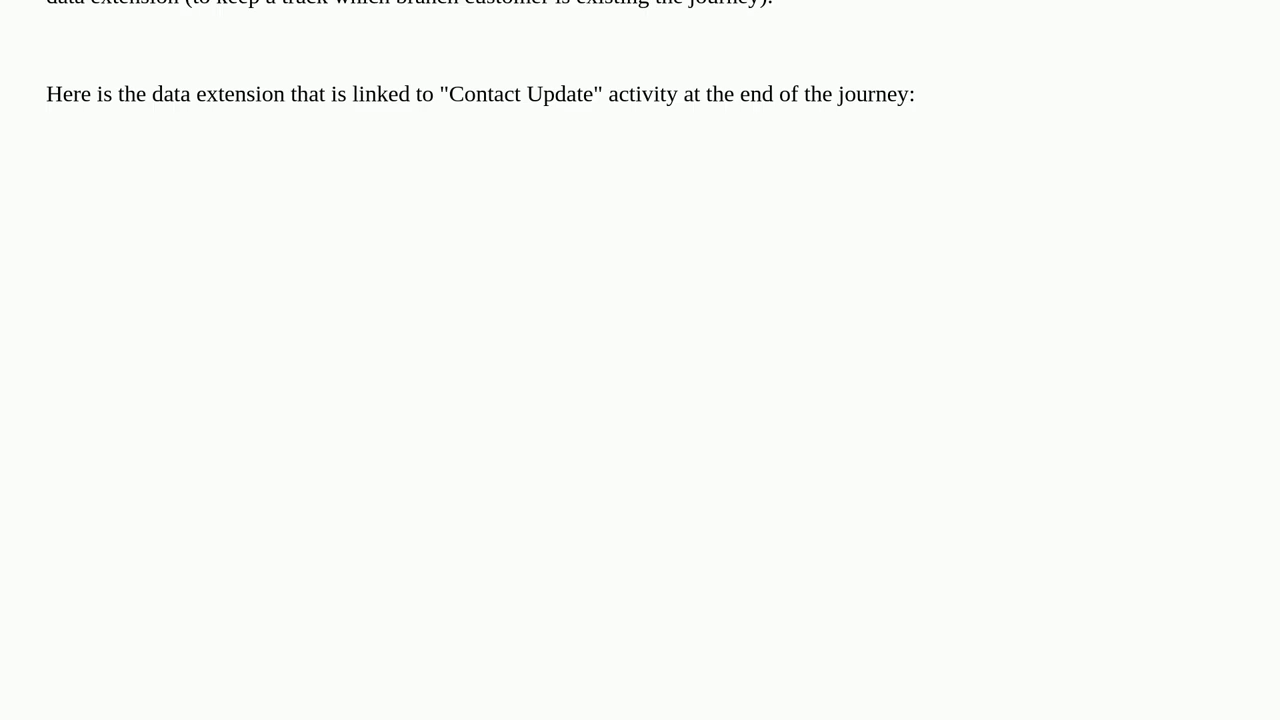 data extension (to keep a track which branch customer is existing the journey).
Here is the data extension that is linked to "Contact Update" activity at the end of the journey: